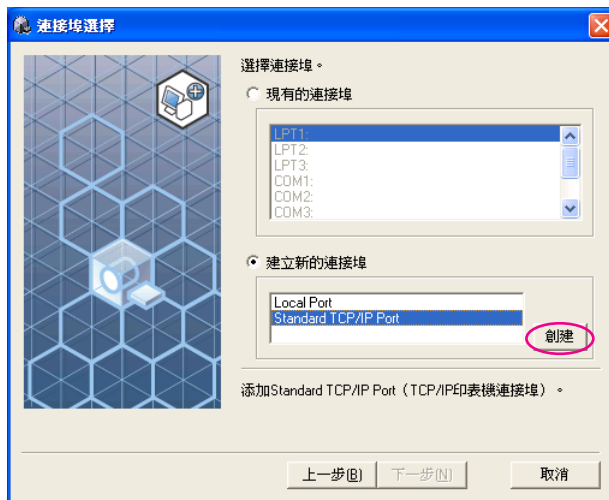 連接埠選擇
選擇連接埠。
現有的連接埠
LPT1:
LPT2:
LPT3:
COM1:
COM2:
COM3:
建立新的連接埠
Local Port
Standard TCP/IP Port
創建
添加Standard TCP/IP Port（TCP/IP印表機連接埠）。
上一步(B)
下一步(N)
取消